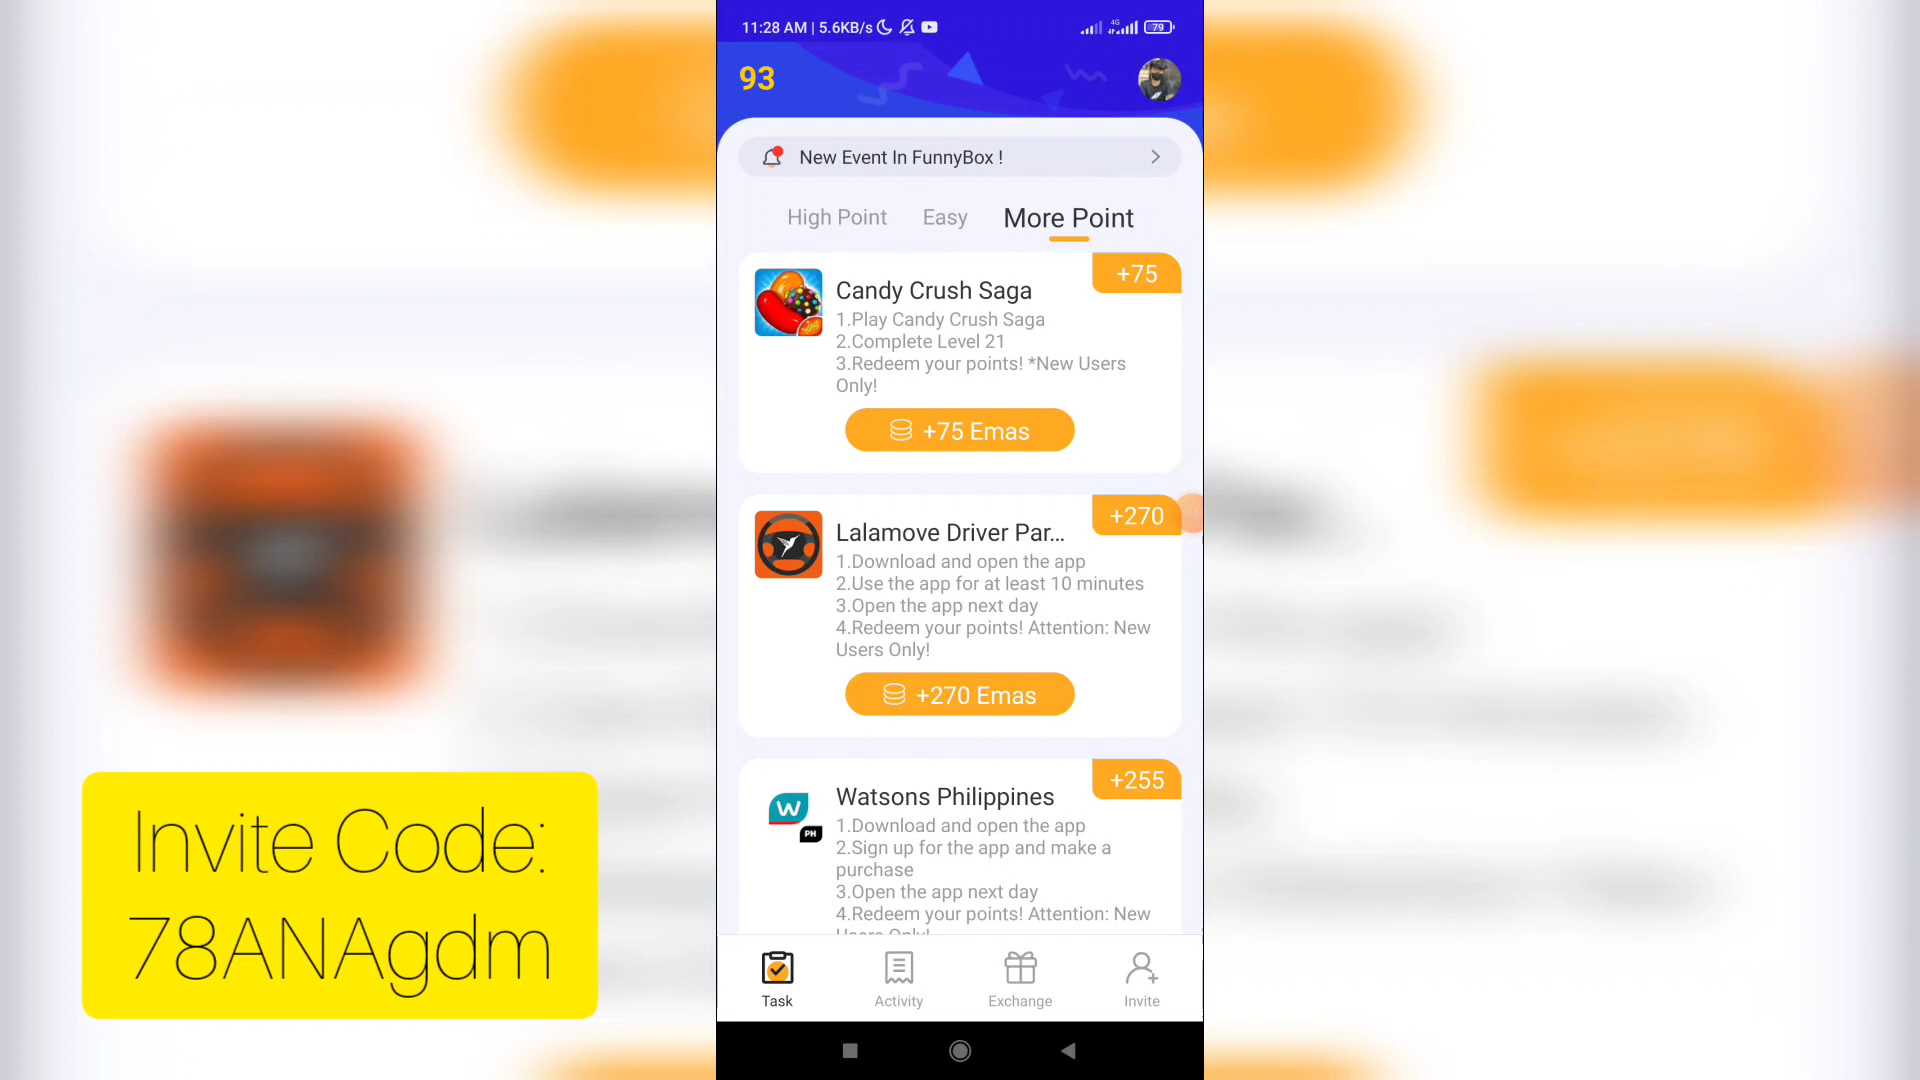 11:28 AM | 5.6KB/s
4G
79
93
New Event In FunnyBox !
High Point
Easy
More Point
+75
Candy Crush Saga
1.Play Candy Crush Saga
2.Complete Level 21
3.Redeem your points! *New Users
Only!
+75 Emas
+270
Lalamove Driver Par...
1.Download and open the app
2.Use the app for at least 10 minutes
3.Open the app next day
4.Redeem your points! Attention: New
Users Only!
+270 Emas
+255
W
PH
Watsons Philippines
1.Download and open the app
2.Sign up for the app and make a
purchase
3.Open the app next day
4.Redeem your points! Attention: New
Users Only!
Task
Activity
Exchange
Invite
Invite Code:
78ANAgdm